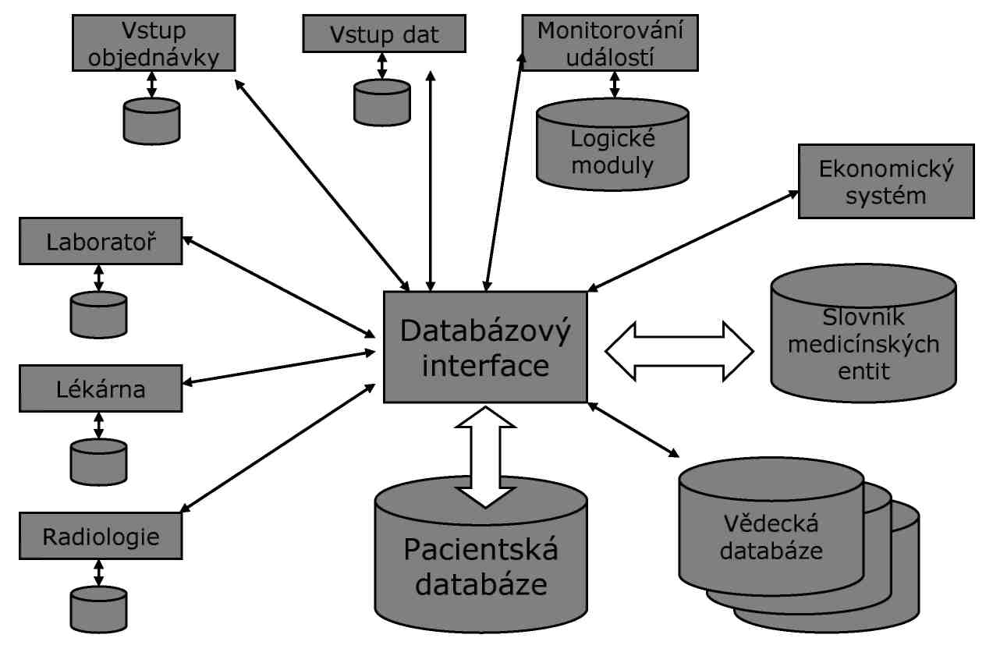 Vstup
objednávky
Vstup dat
Monitorování
událostí
Logické
moduly
Ekonomický
systém
Laboratoř
Databázový
interface
Slovník
medicínských
entit
Lékárna
Radiologie
Pacientská
databáze
Vědecká
databáze